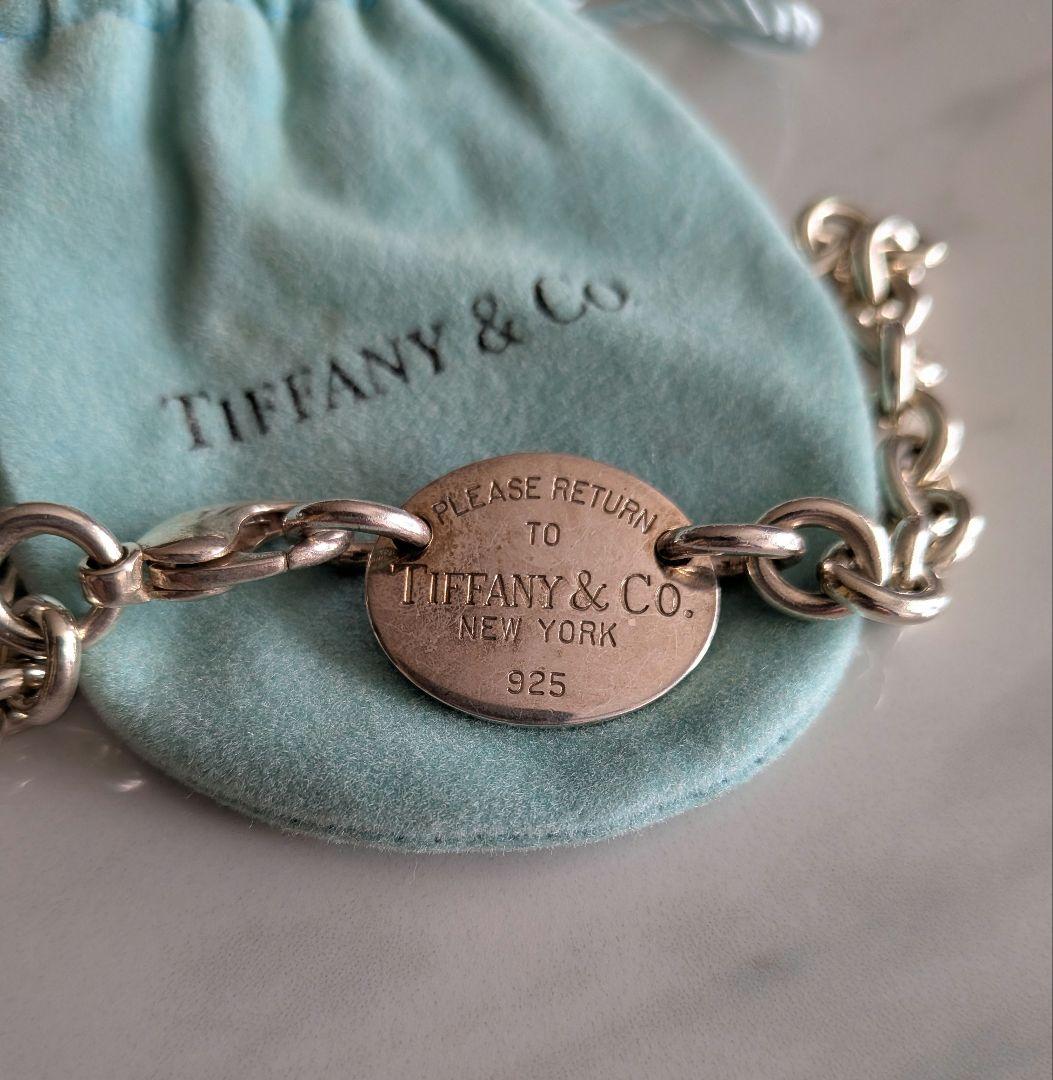 TIFFANY & CO
PLEASE RETURN
TO
TIFFANY & CO.
NEW YORK
925